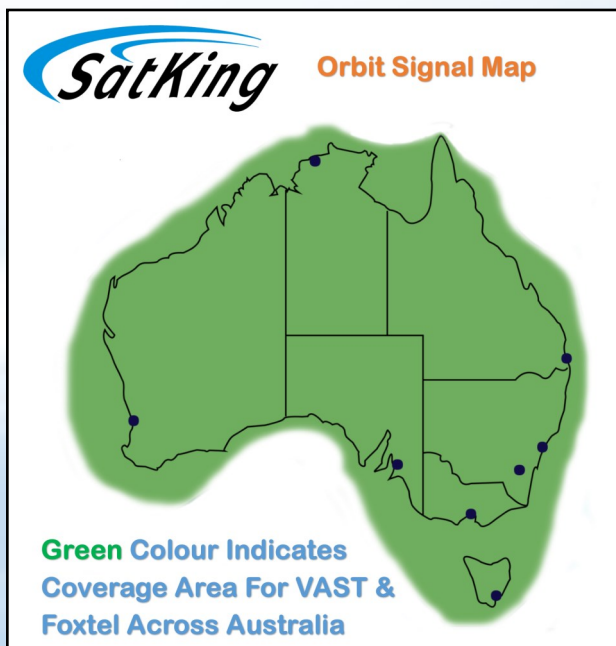 SatKing
Orbit Signal Map
Green Colour Indicates
Coverage Area For VAST &
Foxtel Across Australia